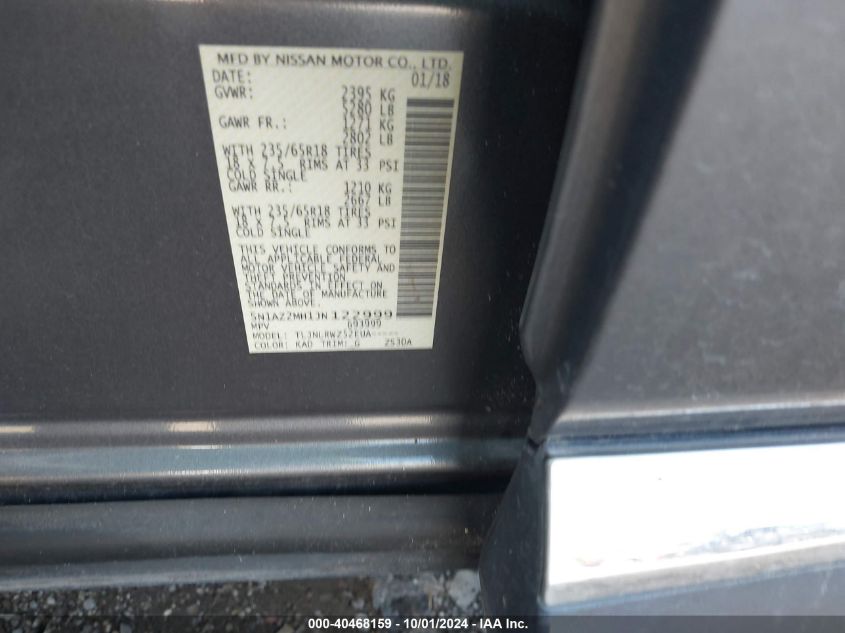 MFD BY NISSAN MOTOR CO., LTD.
DATE: 01/18
GVWR: 2395 KG
5280 LB
GAWR FR.: 1271 KG
2802 LB
WITH 235/65R18 TIRES
18 X 7.5 RIMS AT 33 PSI
COLD SINGLE
GAWR RR.: 1210 KG
2667 LB
WITH 235/65R18 TIRES
18 X 7.5 RIMS AT 33 PSI
COLD SINGLE
THIS VEHICLE CONFORMS TO
ALL APPLICABLE FEDERAL
MOTOR VEHICLE SAFETY AND
THEFT PREVENTION
STANDARDS IN EFFECT ON
THE DATE OF MANUFACTURE
SHOWN ABOVE.
5N1AZ2MH1JN122999
MPV 093999
MODEL: TLJNLRWZ52EUA-----
COLOR: KAD TRIM: G Z530A
000-40468159 - 10/01/2024 - IAA Inc.